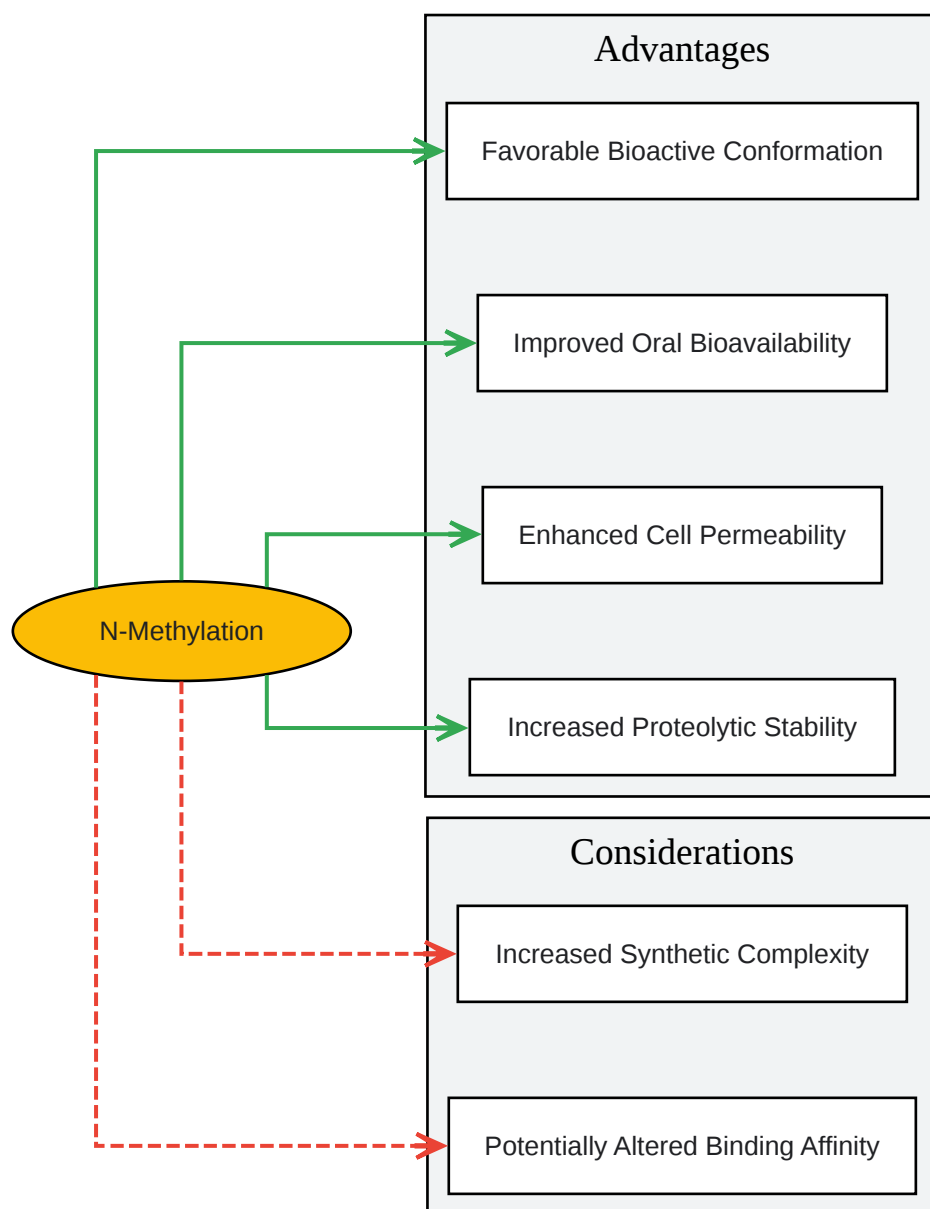 Advantages
Favorable Bioactive Conformation
Improved Oral Bioavailability
Enhanced Cell Permeability
N-Methylation
Increased Proteolytic Stability
Considerations
Increased Synthetic Complexity
Potentially Altered Binding Affinity